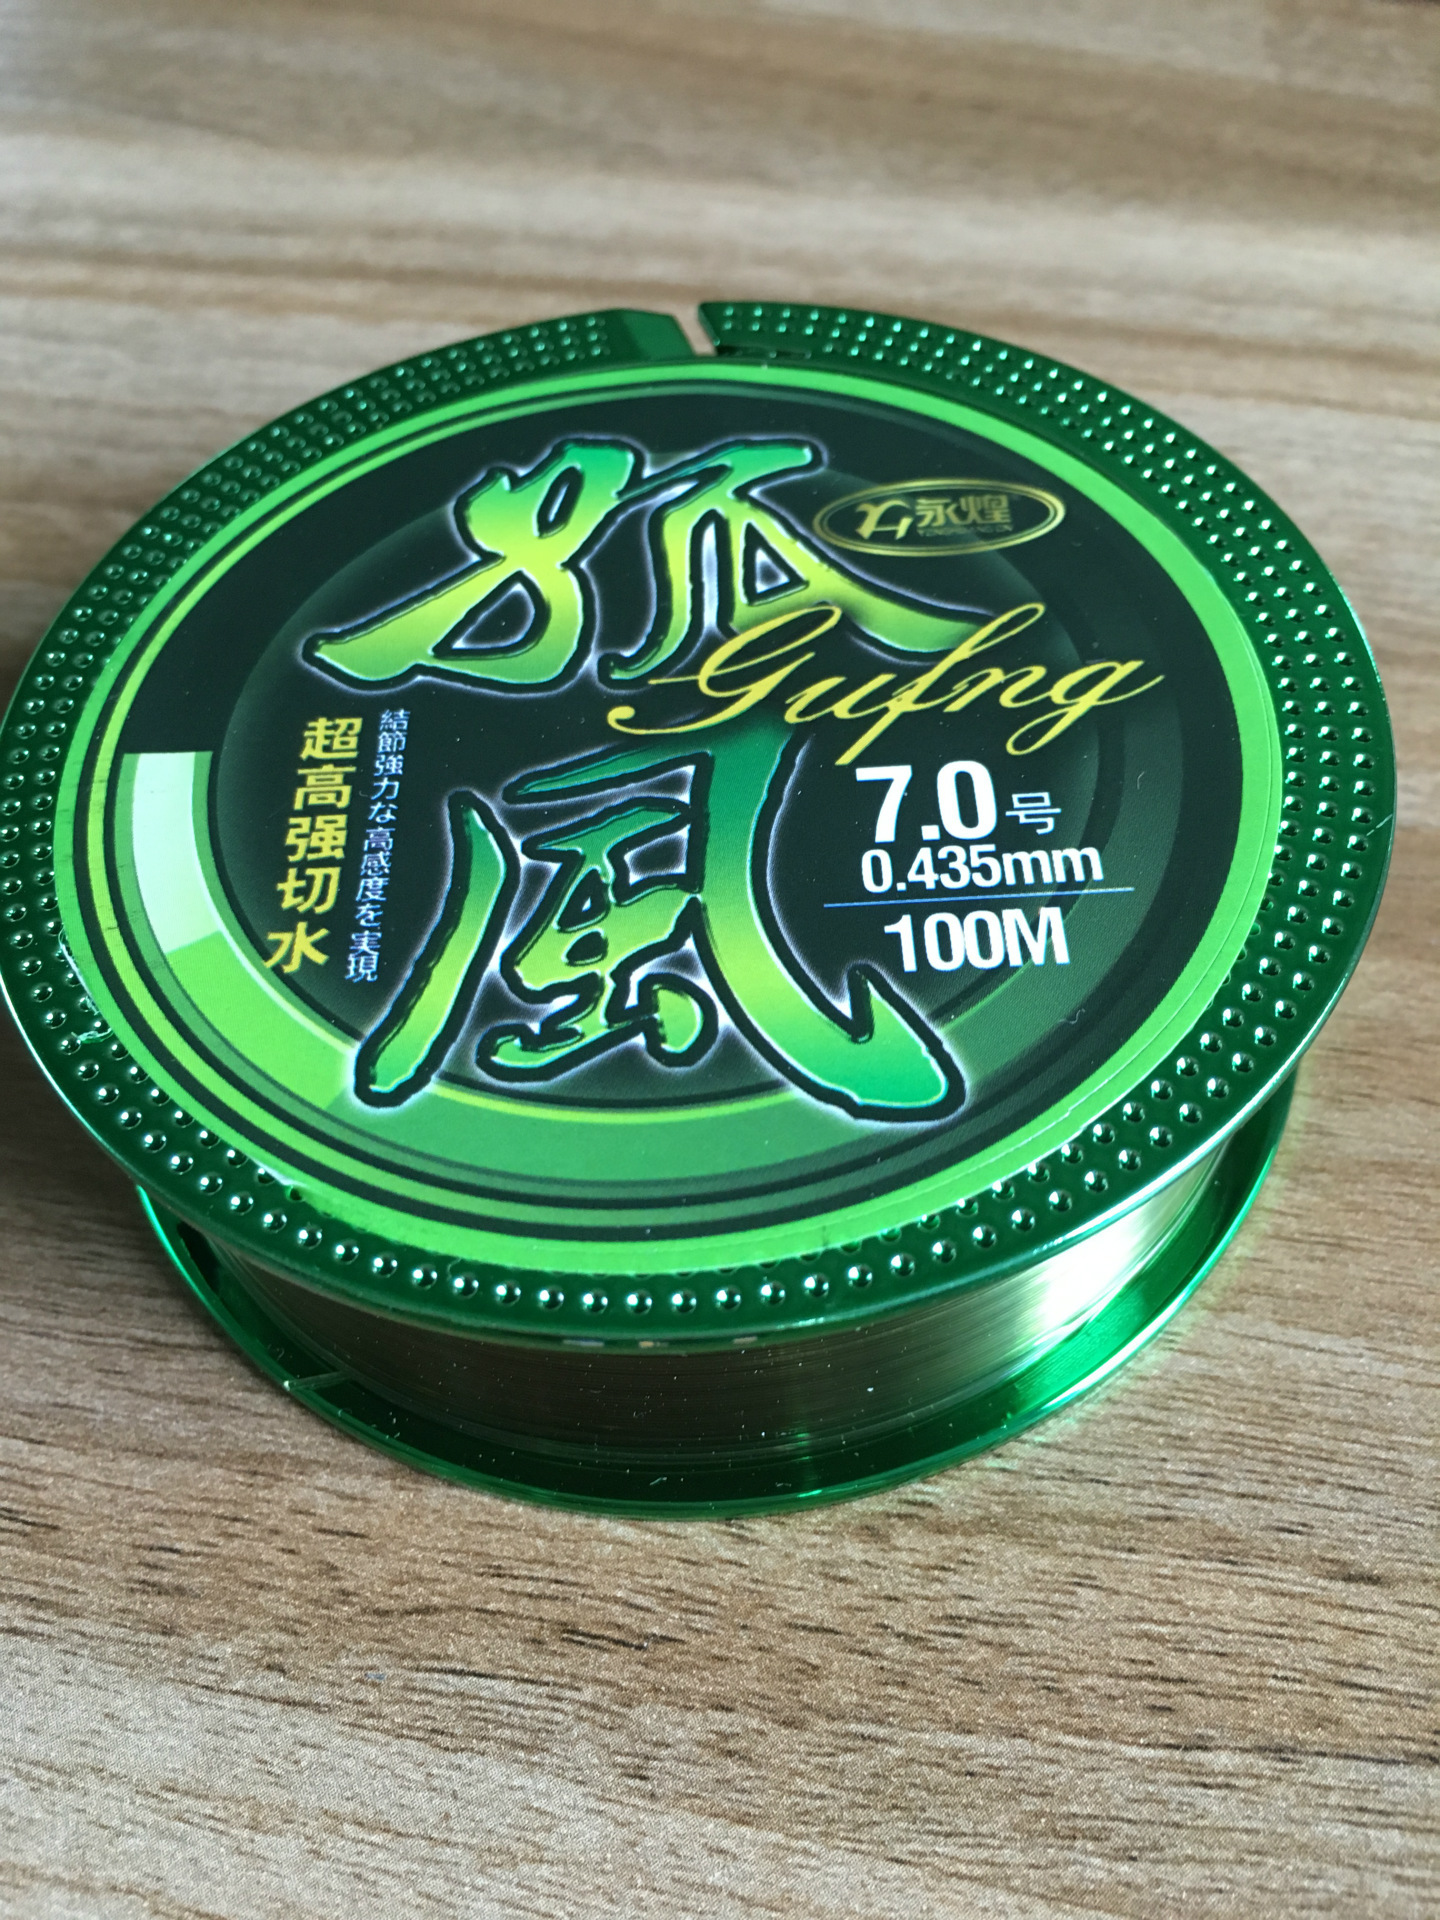 孤风
永煌
Gufng
7.0号
0.435mm
100M
結節強力な高感度を実現
超高强切水